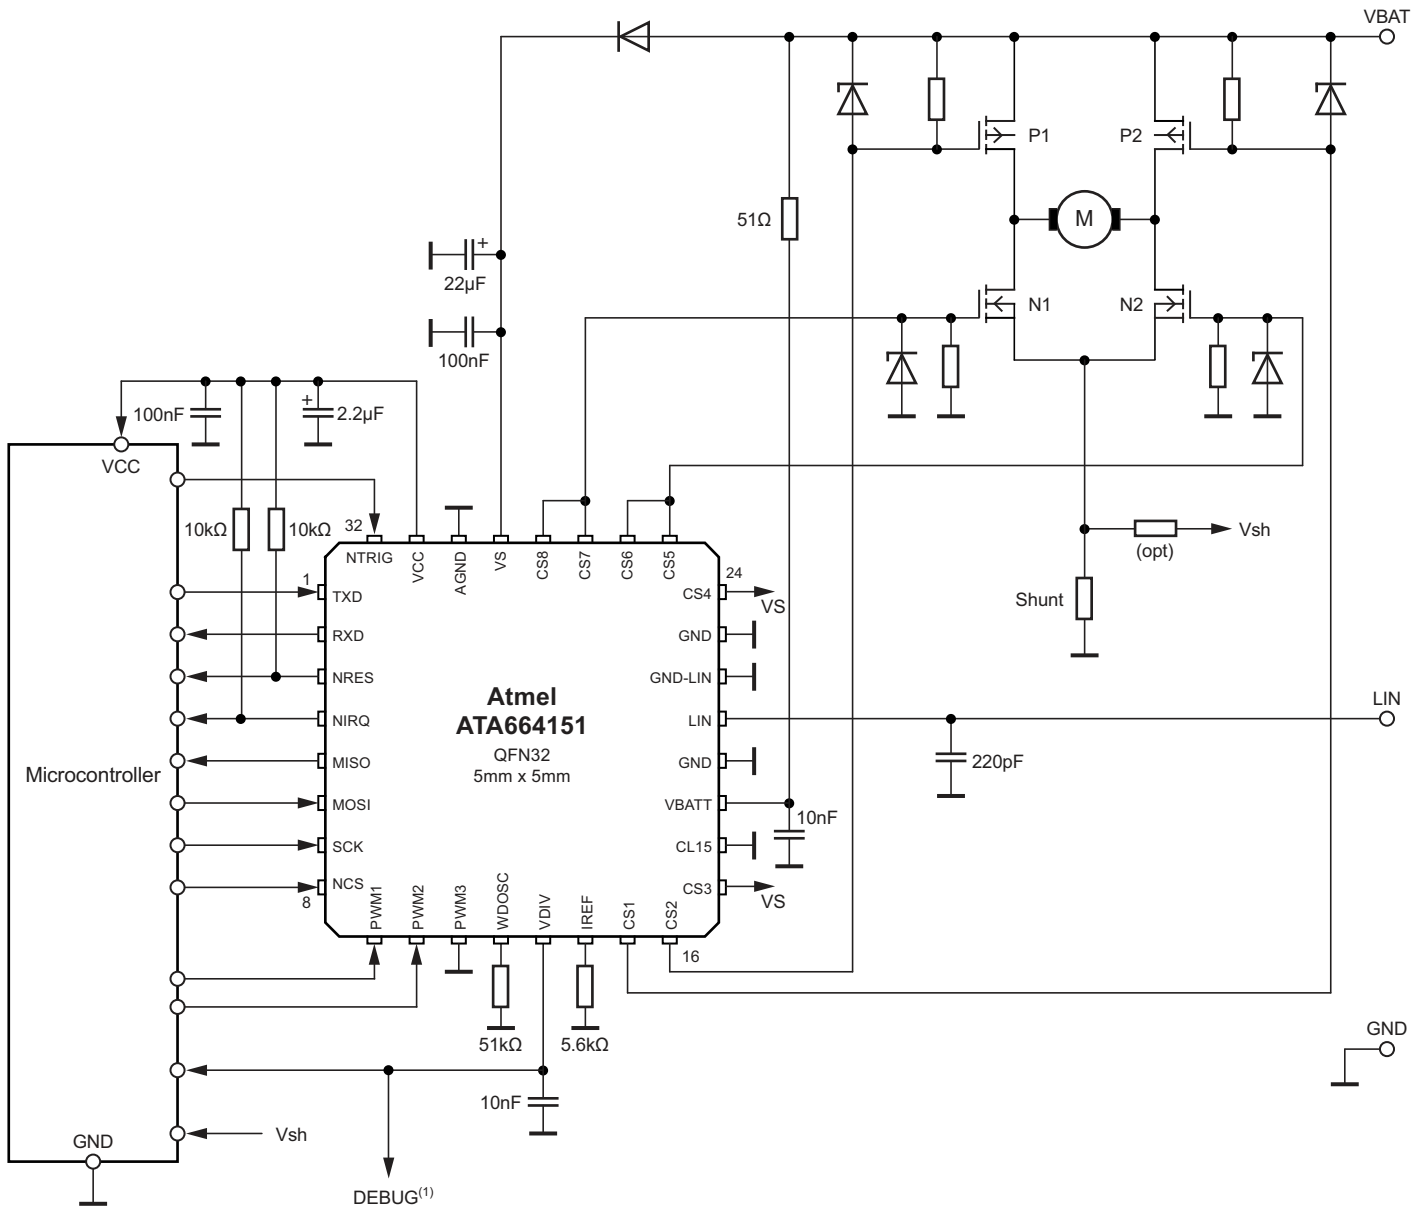 VBAT
P1
P2
51Ω
M
+
22µF
N1
N2
100nF
100nF
+
2.2µF
VCC
10kΩ
10kΩ
32
NTRIG
VCC
AGND
VS
CS8
CS7
CS6
CS5
Vsh
(opt)
24
CS4
VS
1
TXD
Shunt
RXD
GND
NRES
GND-LIN
Atmel
ATA664151
QFN32
5mm x 5mm
NIRQ
LIN
LIN
Microcontroller
MISO
GND
220pF
MOSI
VBATT
10nF
SCK
CL15
NCS
8
CS3
VS
PWM1
PWM2
PWM3
WDOSC
VDIV
IREF
CS1
CS2
16
51kΩ
5.6kΩ
GND
10nF
Vsh
GND
DEBUG(1)